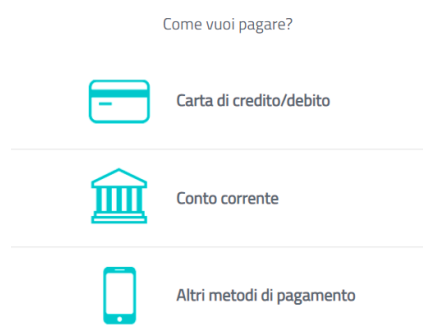 Come vuoi pagare?
Carta di credito/debito
Conto corrente
Altri metodi di pagamento